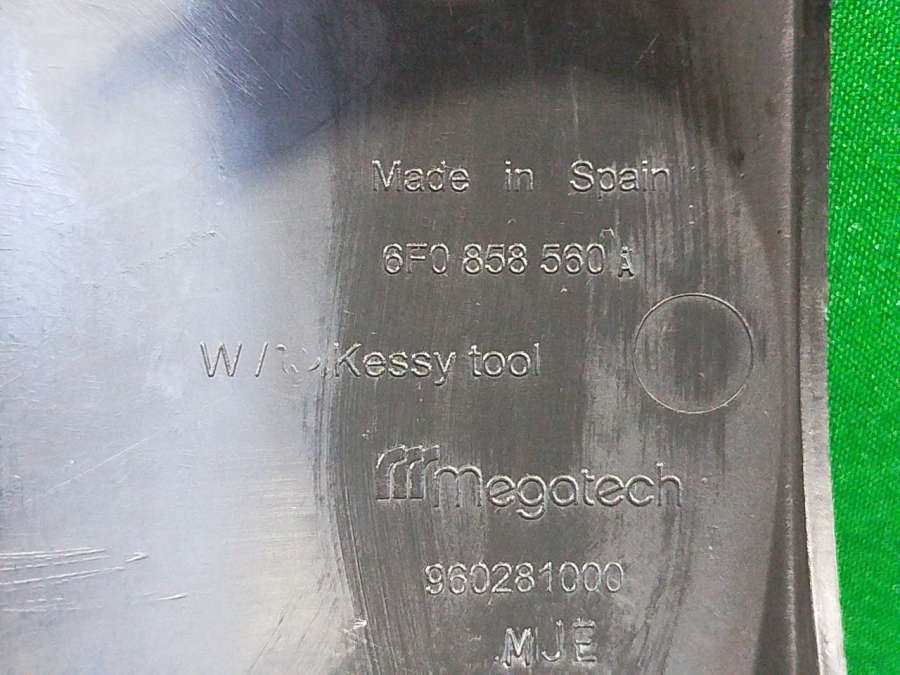 Made in Spain
6F0 858 560 A
Kessy tool
megatech
960281000
MJE